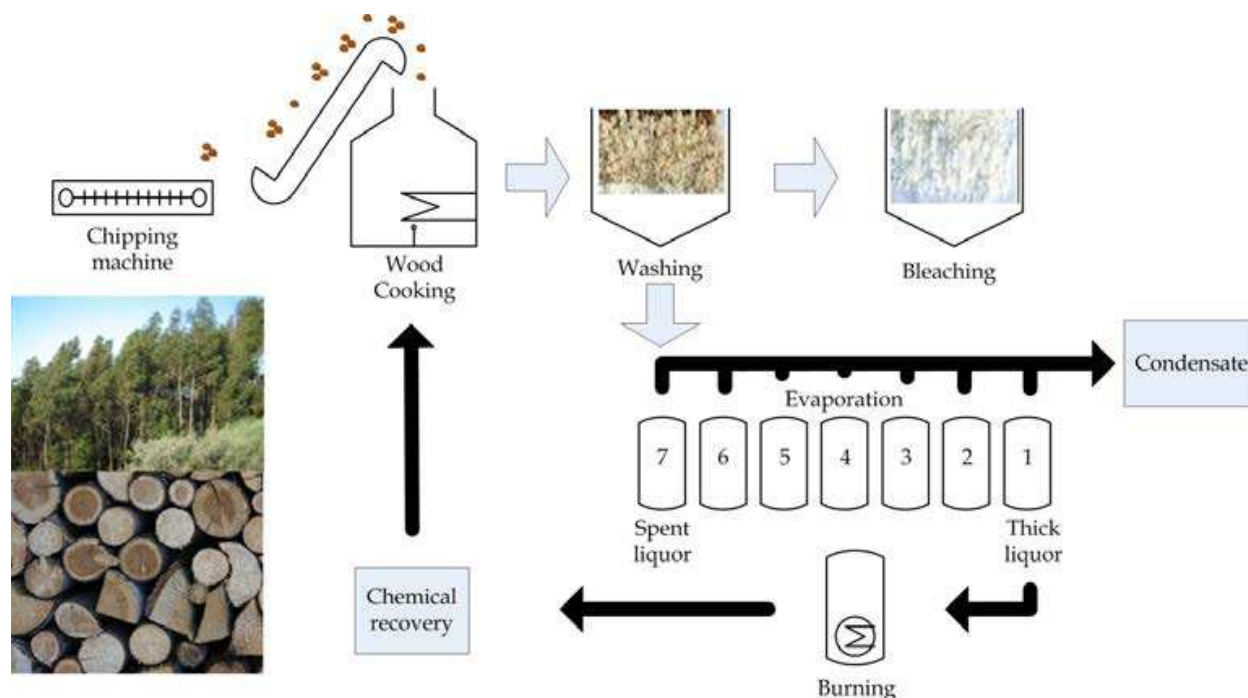 Chipping
machine
Wood
Cooking
Washing
Bleaching
Condensate
Evaporation
7 6 5 4 3 2 1
Spent
liquor
Thick
liquor
Chemical
recovery
Burning